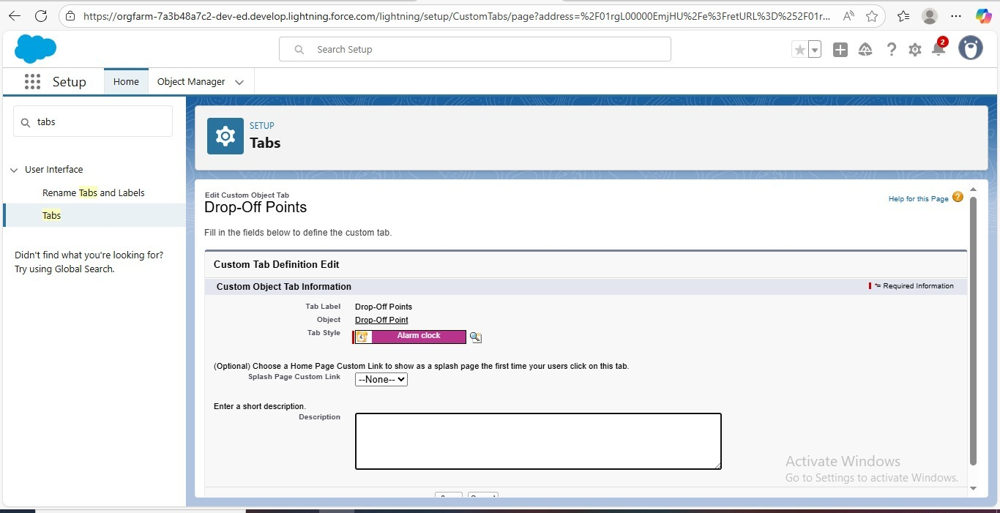 https://orgfarm-7a3b48a7c2-dev-ed.develop.lightning.force.com/lightning/setup/CustomTabs/page?address=%2F01rgL00000EmjHU%2Fe%3FretURL%3D%252F01r...
Search Setup
2
Setup
Home
Object Manager
tabs
User Interface
Rename Tabs and Labels
Tabs
Didn't find what you're looking for?
Try using Global Search.
SETUP
Tabs
Edit Custom Object Tab
Drop-Off Points
Help for this Page
Fill in the fields below to define the custom tab.
Custom Tab Definition Edit
Custom Object Tab Information
= Required Information
Tab Label Drop-Off Points
Object Drop-Off Point
Tab Style Alarm clock
(Optional) Choose a Home Page Custom Link to show as a splash page the first time your users click on this tab.
Splash Page Custom Link --None--
Enter a short description.
Description
Activate Windows
Go to Settings to activate Windows.